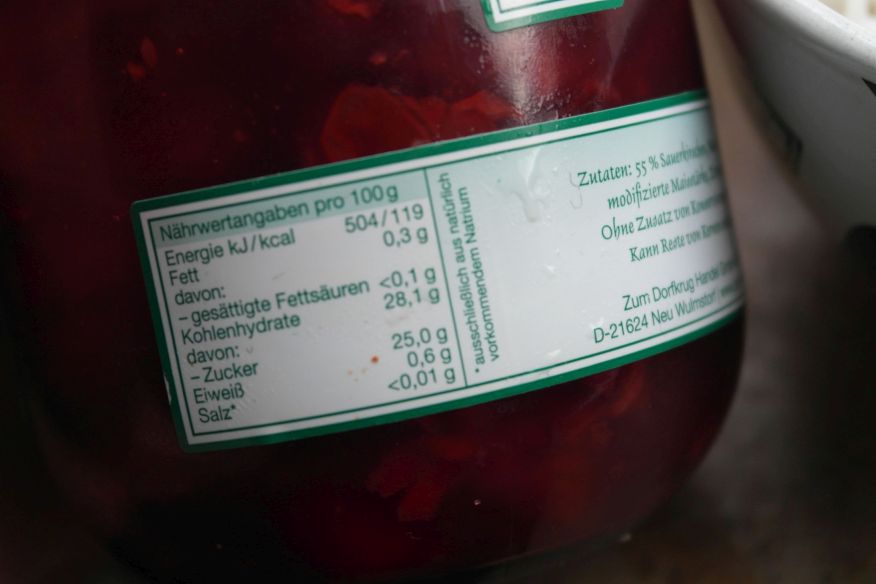 Nährwertangaben pro 100g
Energie kJ/kcal 504/119
Fett 0,3 g
davon:
– gesättigte Fettsäuren <0,1 g
Kohlenhydrate 28,1 g
davon:
– Zucker 25,0 g
Eiweiß 0,6 g
Salz* <0,01 g
*ausschließlich aus natürlich
vorkommendem Natrium
Zutaten: 55 % Sauerkirschen,
modifizierte Maisstärke,
Ohne Zusatz von
Kann Reste von
Zum Dorfkrug
D-21624 Neu Wulmstorf